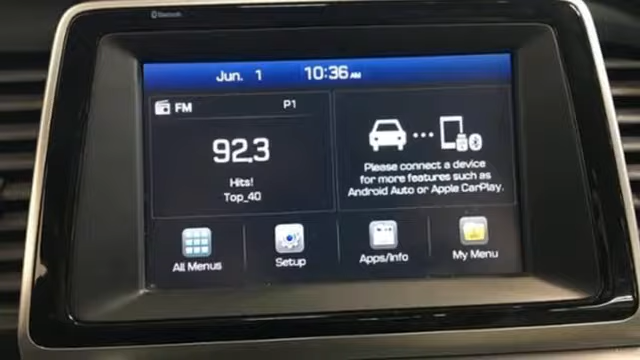 Bluetooth
Jun. 1 10:36 AM
FM P1
92.3
Hits!
Top_40
Please connect a device
for more features such as
Android Auto or Apple CarPlay.
All Menus
Setup
Apps/Info
My Menu